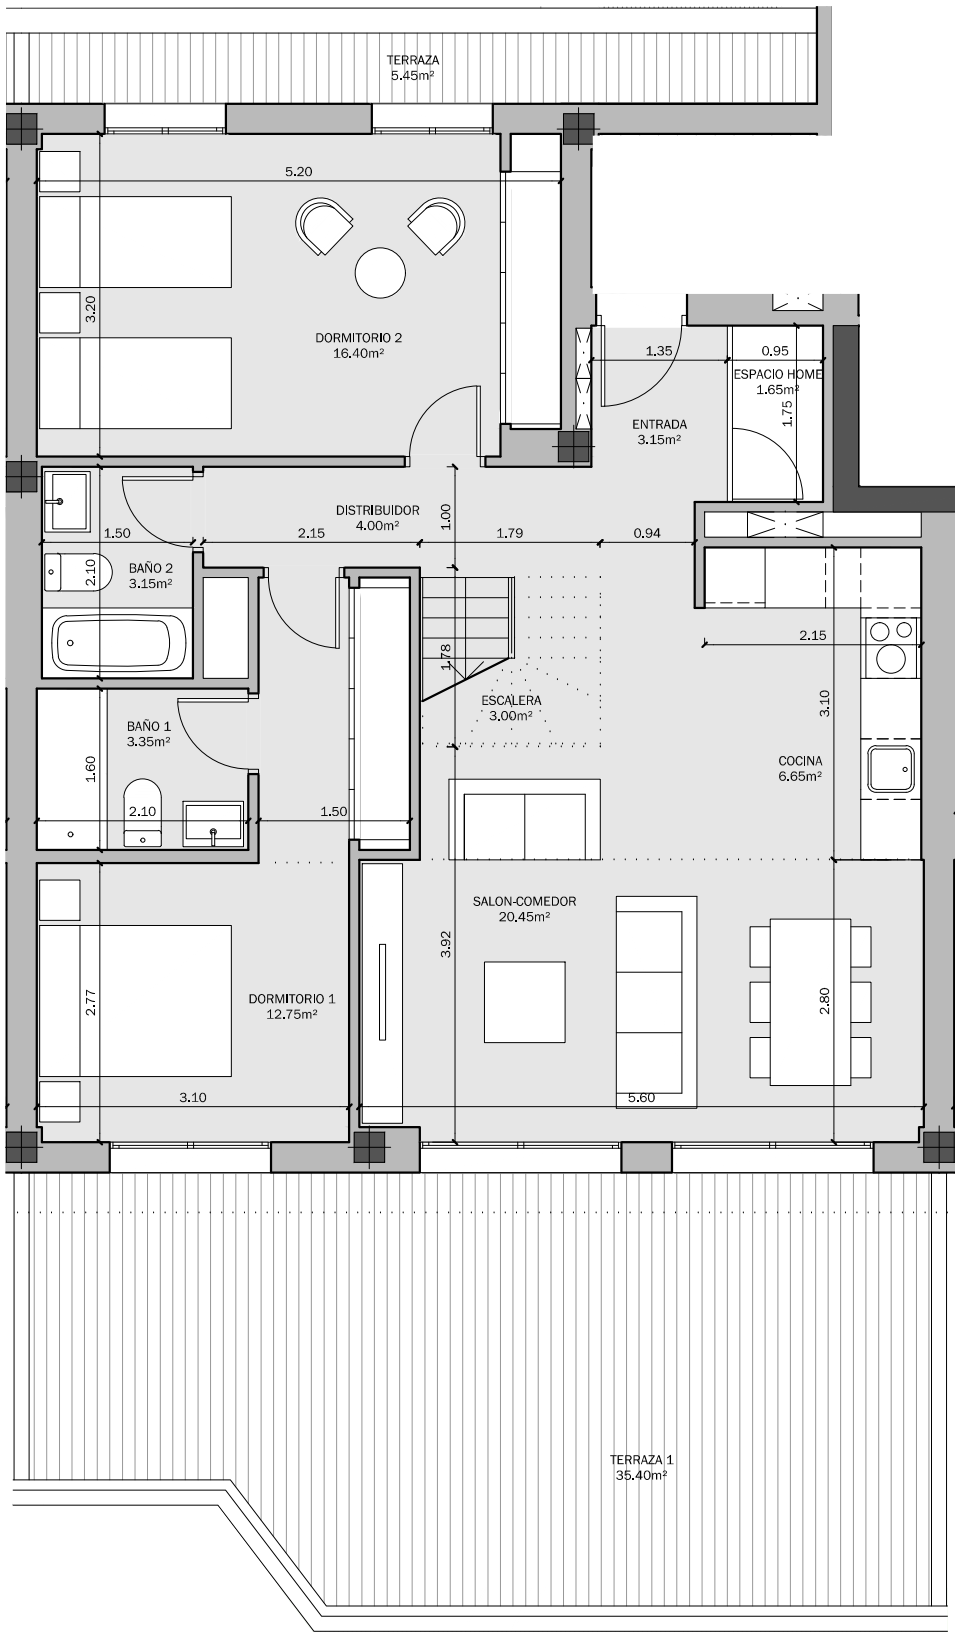 TERRAZA
5.45m²
5.20
3.20
DORMITORIO 2
16.40m²
1.35
0.95
ESPACIO HOME
1.65m²
1.75
ENTRADA
3.15m²
DISTRIBUIDOR
4.00m²
1.00
1.50
2.15
1.79
0.94
BAÑO 2
3.15m²
2.10
2.15
1.78
ESCALERA
3.00m²
3.10
BAÑO 1
3.35m²
1.60
COCINA
6.65m²
2.10
1.50
SALON-COMEDOR
20.45m²
3.92
DORMITORIO 1
12.75m²
2.77
2.80
3.10
5.60
TERRAZA 1
35.40m²